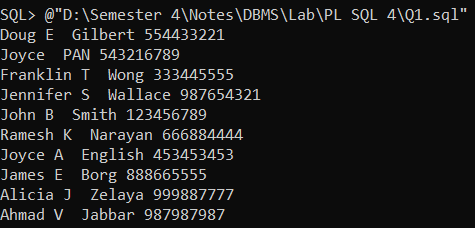 SQL> @"D:\Semester 4\Notes\DBMS\Lab\PL SQL 4\Q1.sql"
Doug E  Gilbert 554433221
Joyce  PAN 543216789
Franklin T  Wong 333445555
Jennifer S  Wallace 987654321
John B  Smith 123456789
Ramesh K  Narayan 666884444
Joyce A  English 453453453
James E  Borg 888665555
Alicia J  Zelaya 999887777
Ahmad V  Jabbar 987987987